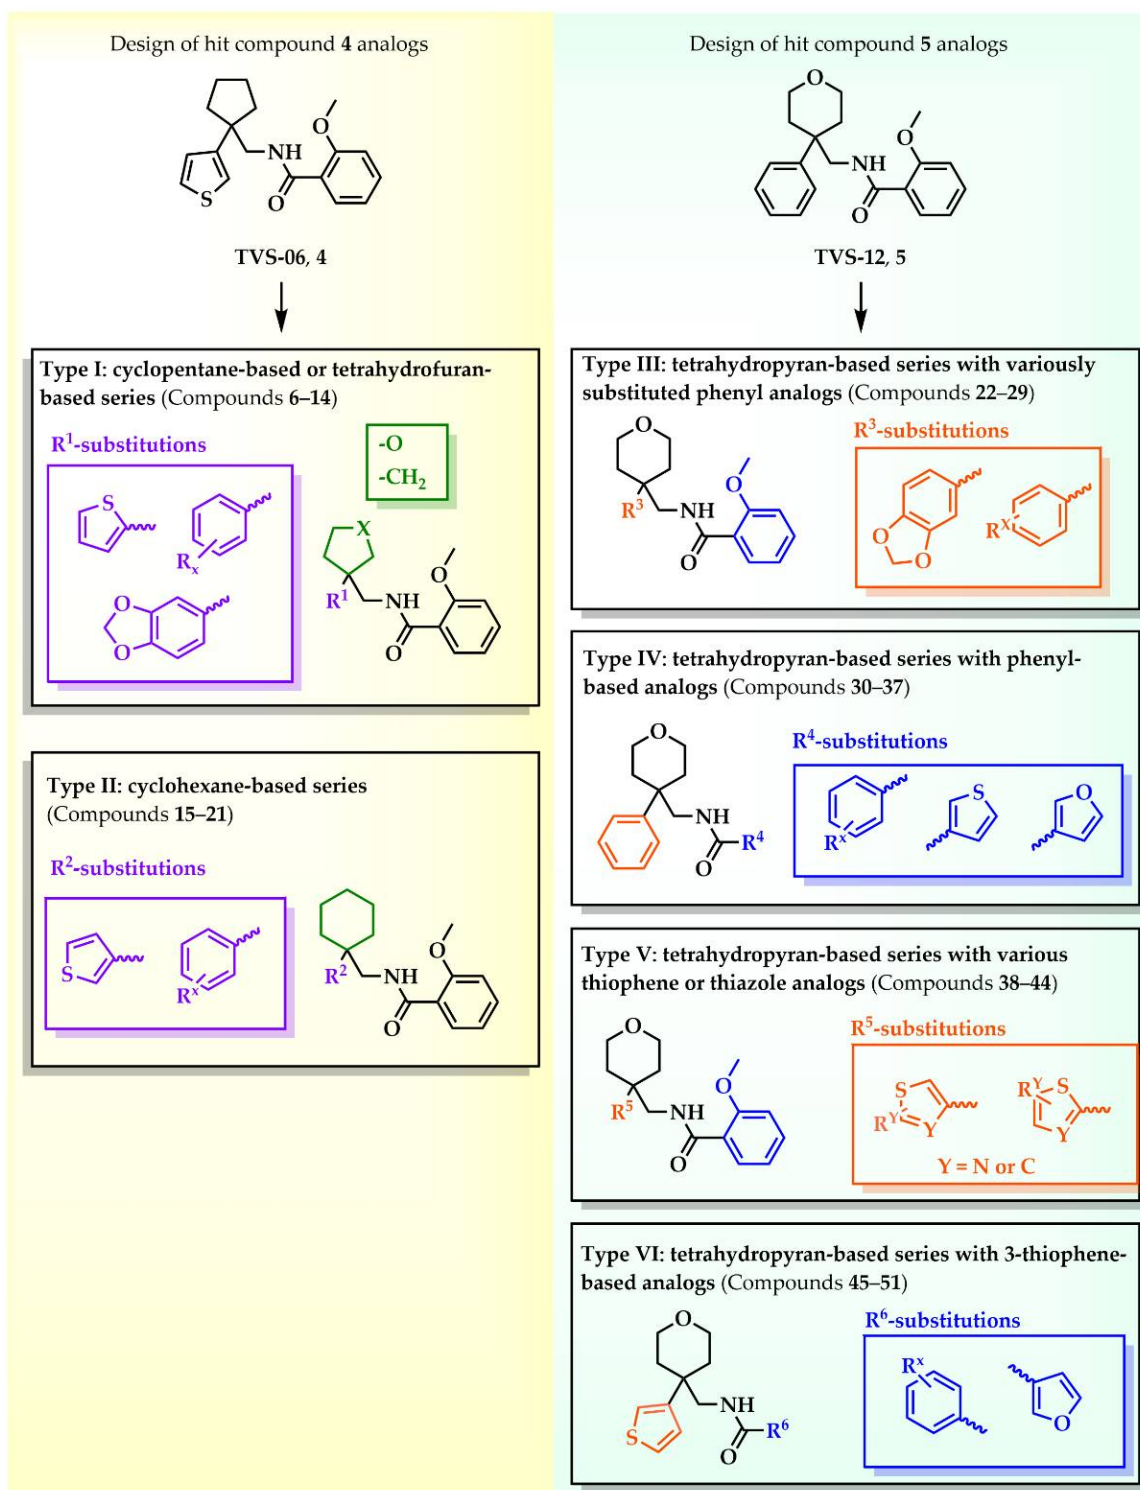 Design of hit compound 4 analogs
O
NH
S
O
TVS-06, 4
Type I: cyclopentane-based or tetrahydrofuran-
based series (Compounds 6–14)
R¹-substitutions
-O
-CH₂
S
Rₓ
O
O
X
R¹
NH
O
O
Type II: cyclohexane-based series
(Compounds 15–21)
R²-substitutions
S
Rˣ
R²
NH
O
O
Design of hit compound 5 analogs
O
O
NH
O
TVS-12, 5
Type III: tetrahydropyran-based series with variously
substituted phenyl analogs (Compounds 22–29)
R³-substitutions
O
R³
NH
O
O
O
O
Rˣ
Type IV: tetrahydropyran-based series with phenyl-
based analogs (Compounds 30–37)
R⁴-substitutions
O
NH
R⁴
O
Rˣ
S
O
Type V: tetrahydropyran-based series with various
thiophene or thiazole analogs (Compounds 38–44)
R⁵-substitutions
O
R⁵
NH
O
O
S
Rʸ
Y
Rʸ
S
Y
Y = N or C
Type VI: tetrahydropyran-based series with 3-thiophene-
based analogs (Compounds 45–51)
R⁶-substitutions
O
NH
S
R⁶
O
Rˣ
O